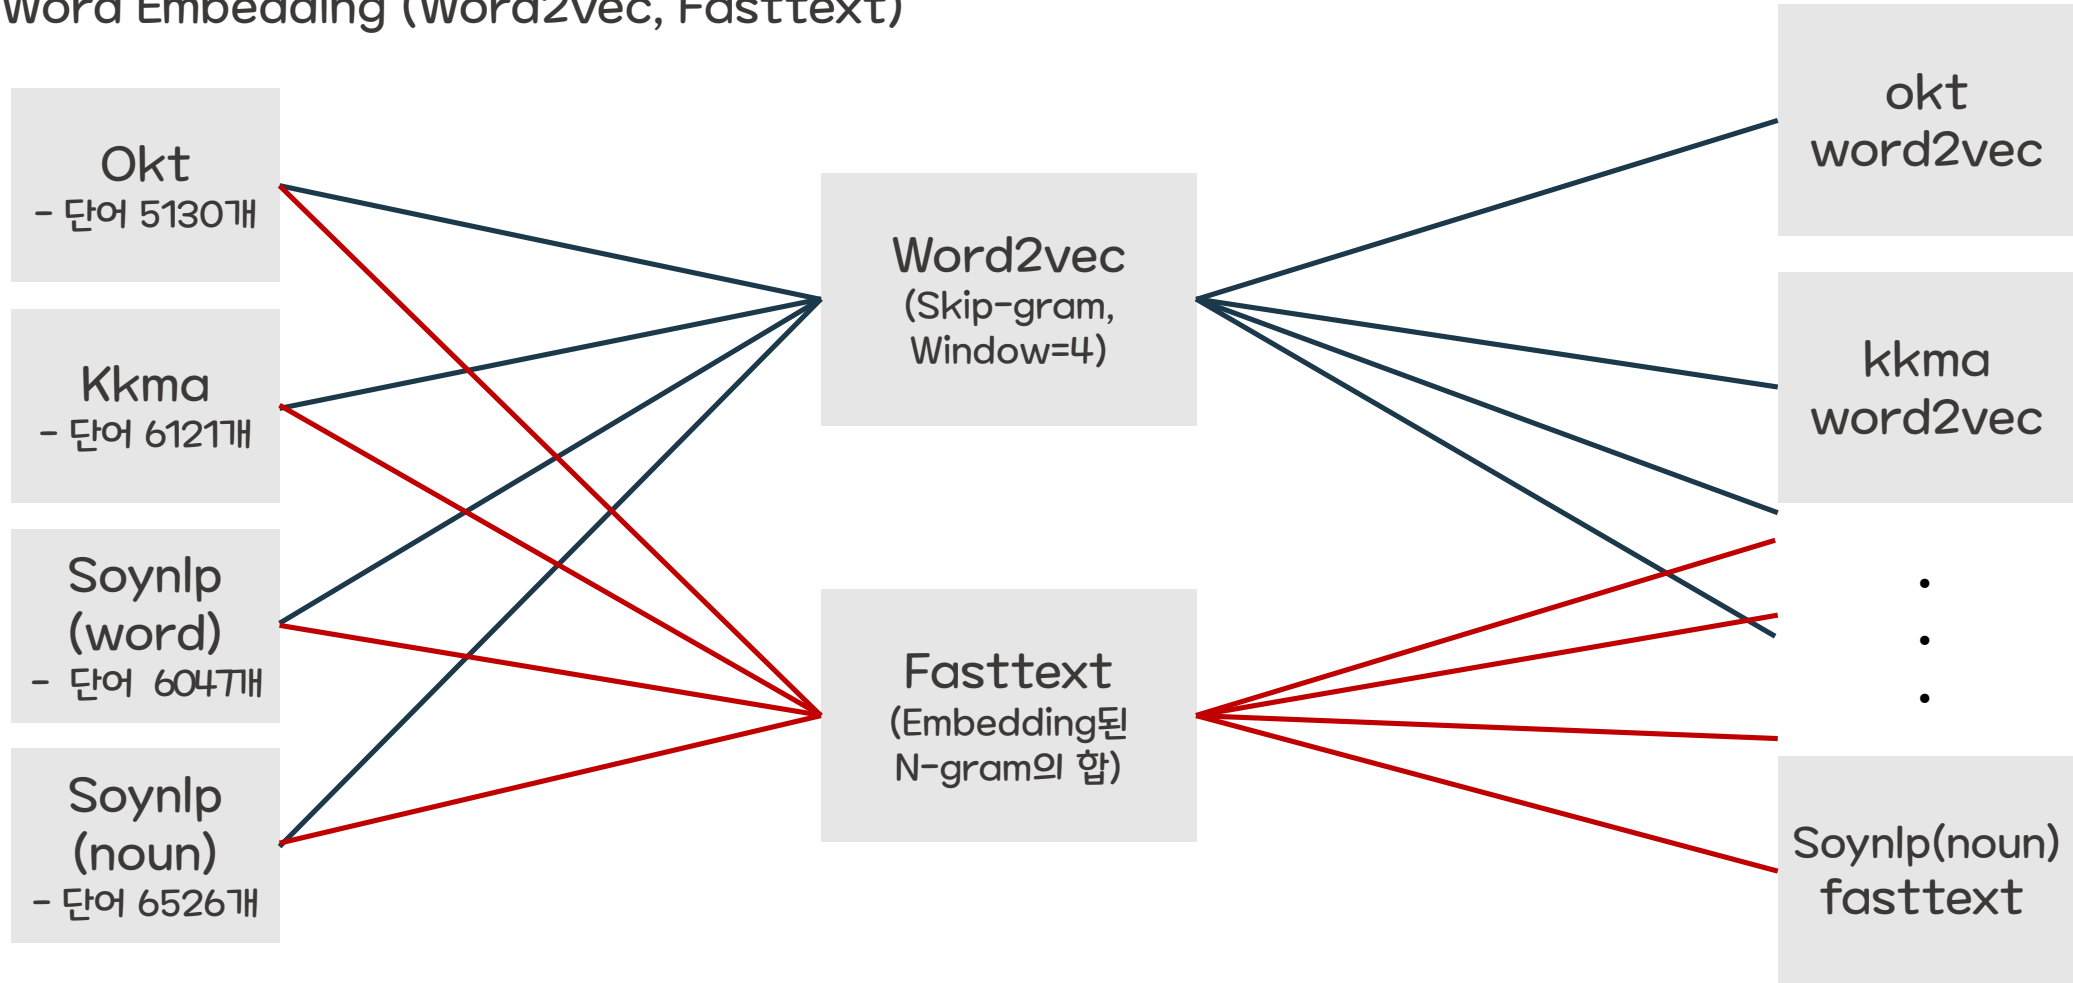 Word Embedding (Word2vec, Fasttext)
Okt
- 단어 5130개
Kkma
- 단어 6121개
Soynlp
(word)
- 단어 6047개
Soynlp
(noun)
- 단어 6526개
Word2vec
(Skip-gram,
Window=4)
Fasttext
(Embedding된
N-gram의 합)
okt
word2vec
kkma
word2vec
.
.
.
Soynlp(noun)
fasttext